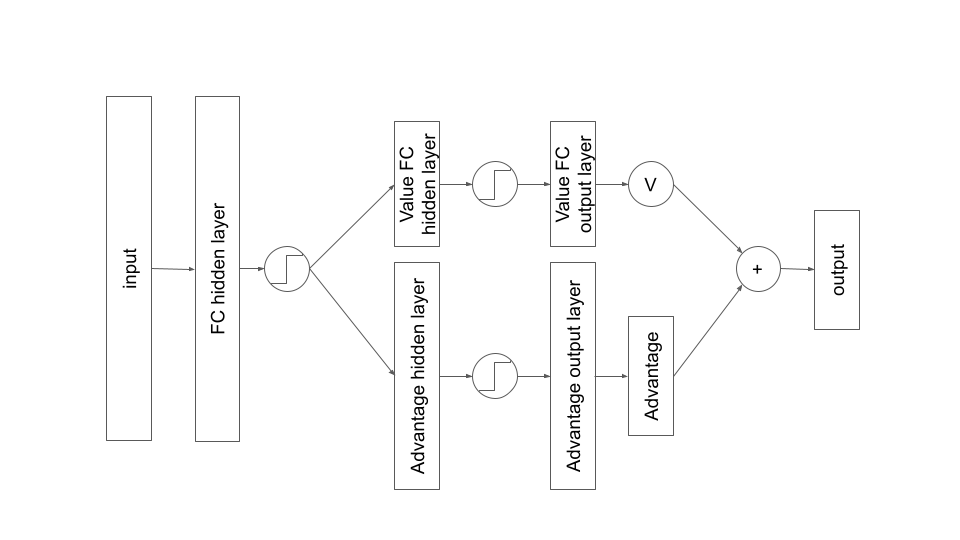 input
FC hidden layer
Value FC
hidden layer
Value FC
output layer
V
Advantage hidden layer
Advantage output layer
Advantage
+
output